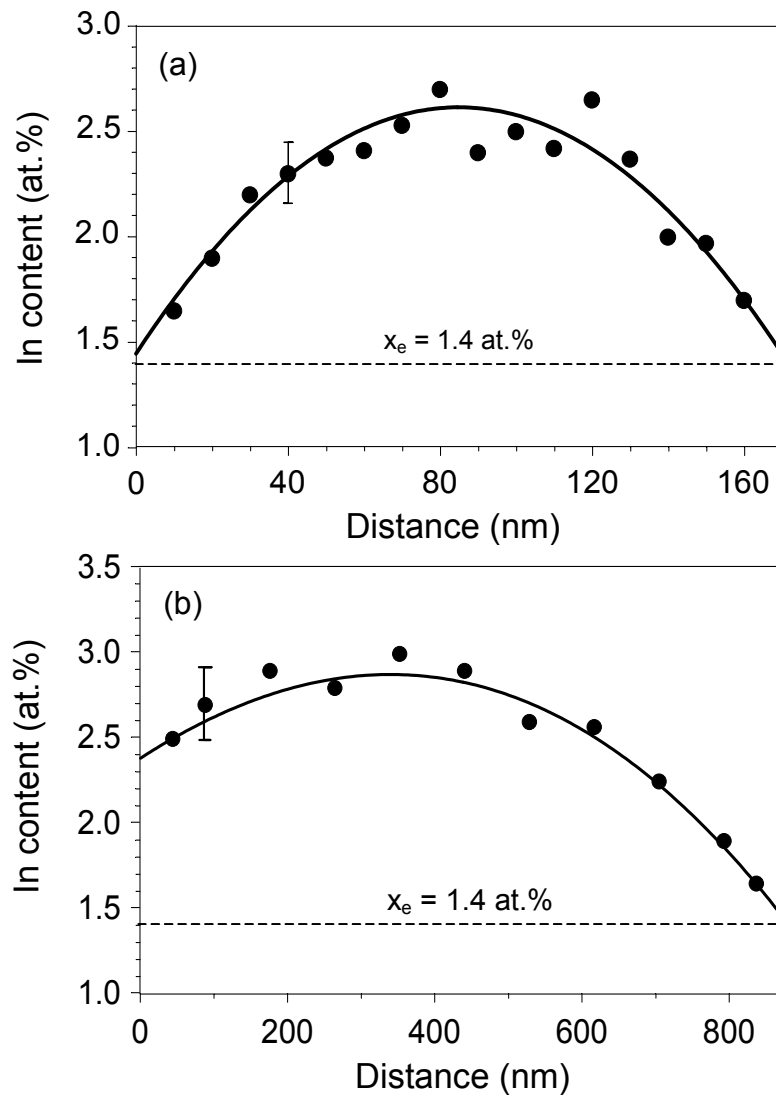 3.0
(a)
2.5
2.0
1.5
1.0
xₑ = 1.4 at.%
In content (at.%)
0 40 80 120 160
Distance (nm)
3.5
(b)
3.0
2.5
2.0
1.5
1.0
xₑ = 1.4 at.%
In content (at.%)
0 200 400 600 800
Distance (nm)